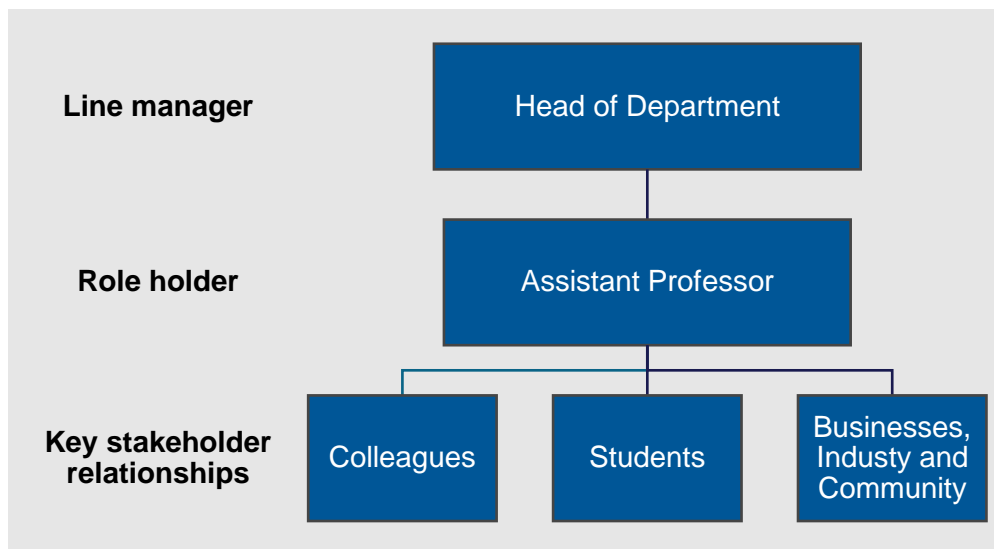 Line manager
Head of Department
Role holder
Assistant Professor
Key stakeholder
relationships
Colleagues
Students
Businesses,
Industy and
Community